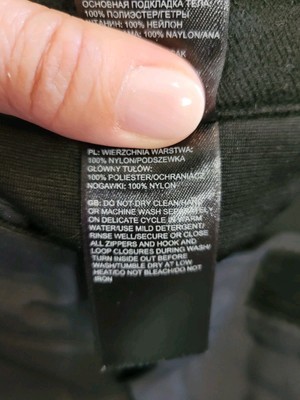 ОСНОВНАЯ ПОДКЛАДКА ТЕЛА:
100% ПОЛИЭСТЕР/ГЕТРЫ
100% НЕЙЛОН
100% NAYLON/ANA
PL: WIERZCHNIA WARSTWA:
100% NYLON/PODSZEWKA
GŁÓWNY TUŁÓW:
100% POLIESTER/OCHRANIACZ
NOGAWKI: 100% NYLON
GB: DO NOT DRY CLEAN/HAND
OR MACHINE WASH SEPARATELY
ON DELICATE CYCLE IN WARM
WATER/USE MILD DETERGENT/
RINSE WELL/SECURE OR CLOSE
ALL ZIPPERS AND HOOK AND
LOOP CLOSURES DURING WASH/
TURN INSIDE OUT BEFORE
WASH/TUMBLE DRY AT LOW
HEAT/DO NOT BLEACH/DO NOT
IRON